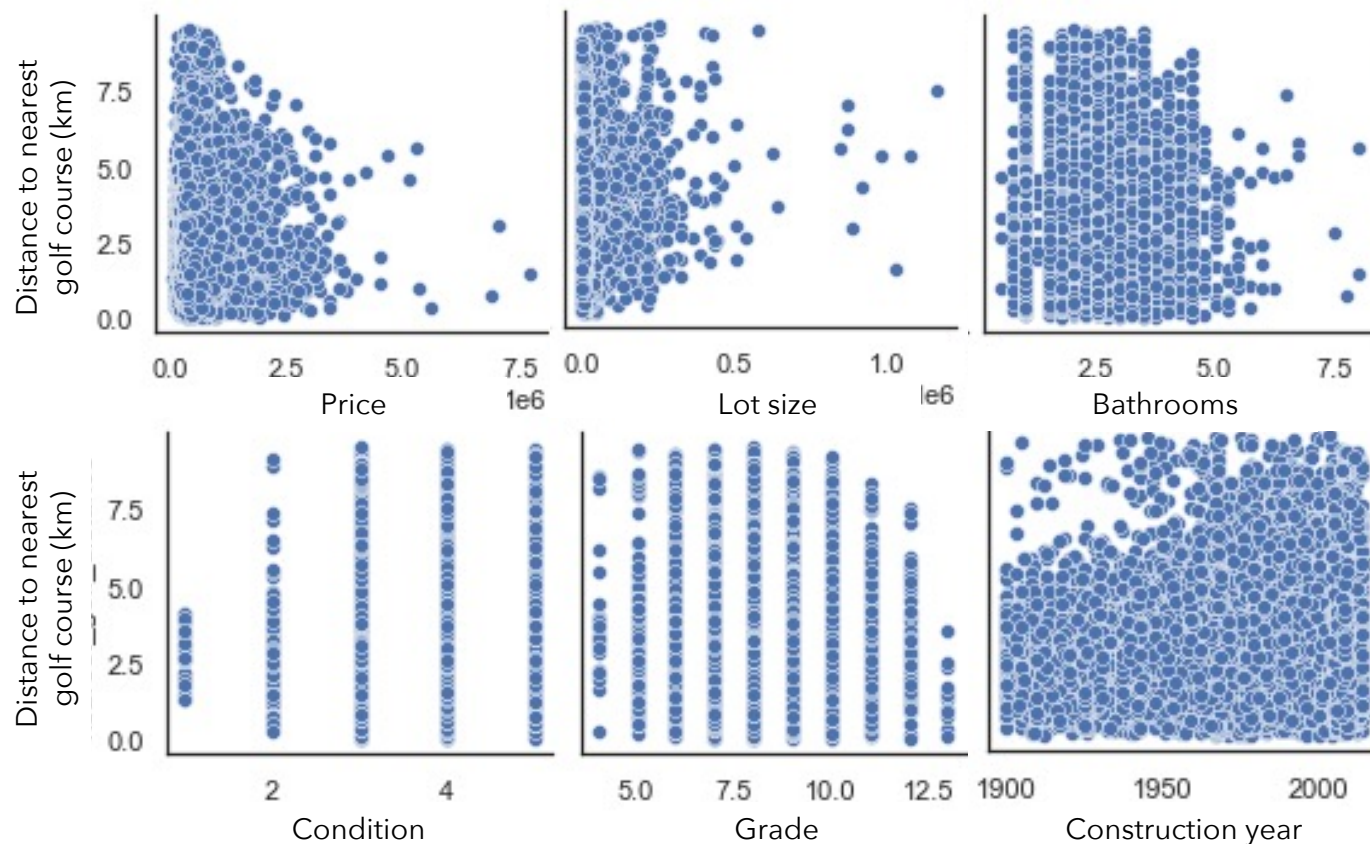 Distance to nearest
golf course (km)
7.5
5.0
2.5
0.0
0.0 2.5 5.0 7.5
1e6
Price
0.0 0.5 1.0
1e6
Lot size
2.5 5.0 7.5
Bathrooms
Distance to nearest
golf course (km)
7.5
5.0
2.5
0.0
2 4
Condition
5.0 7.5 10.0 12.5
Grade
1900 1950 2000
Construction year